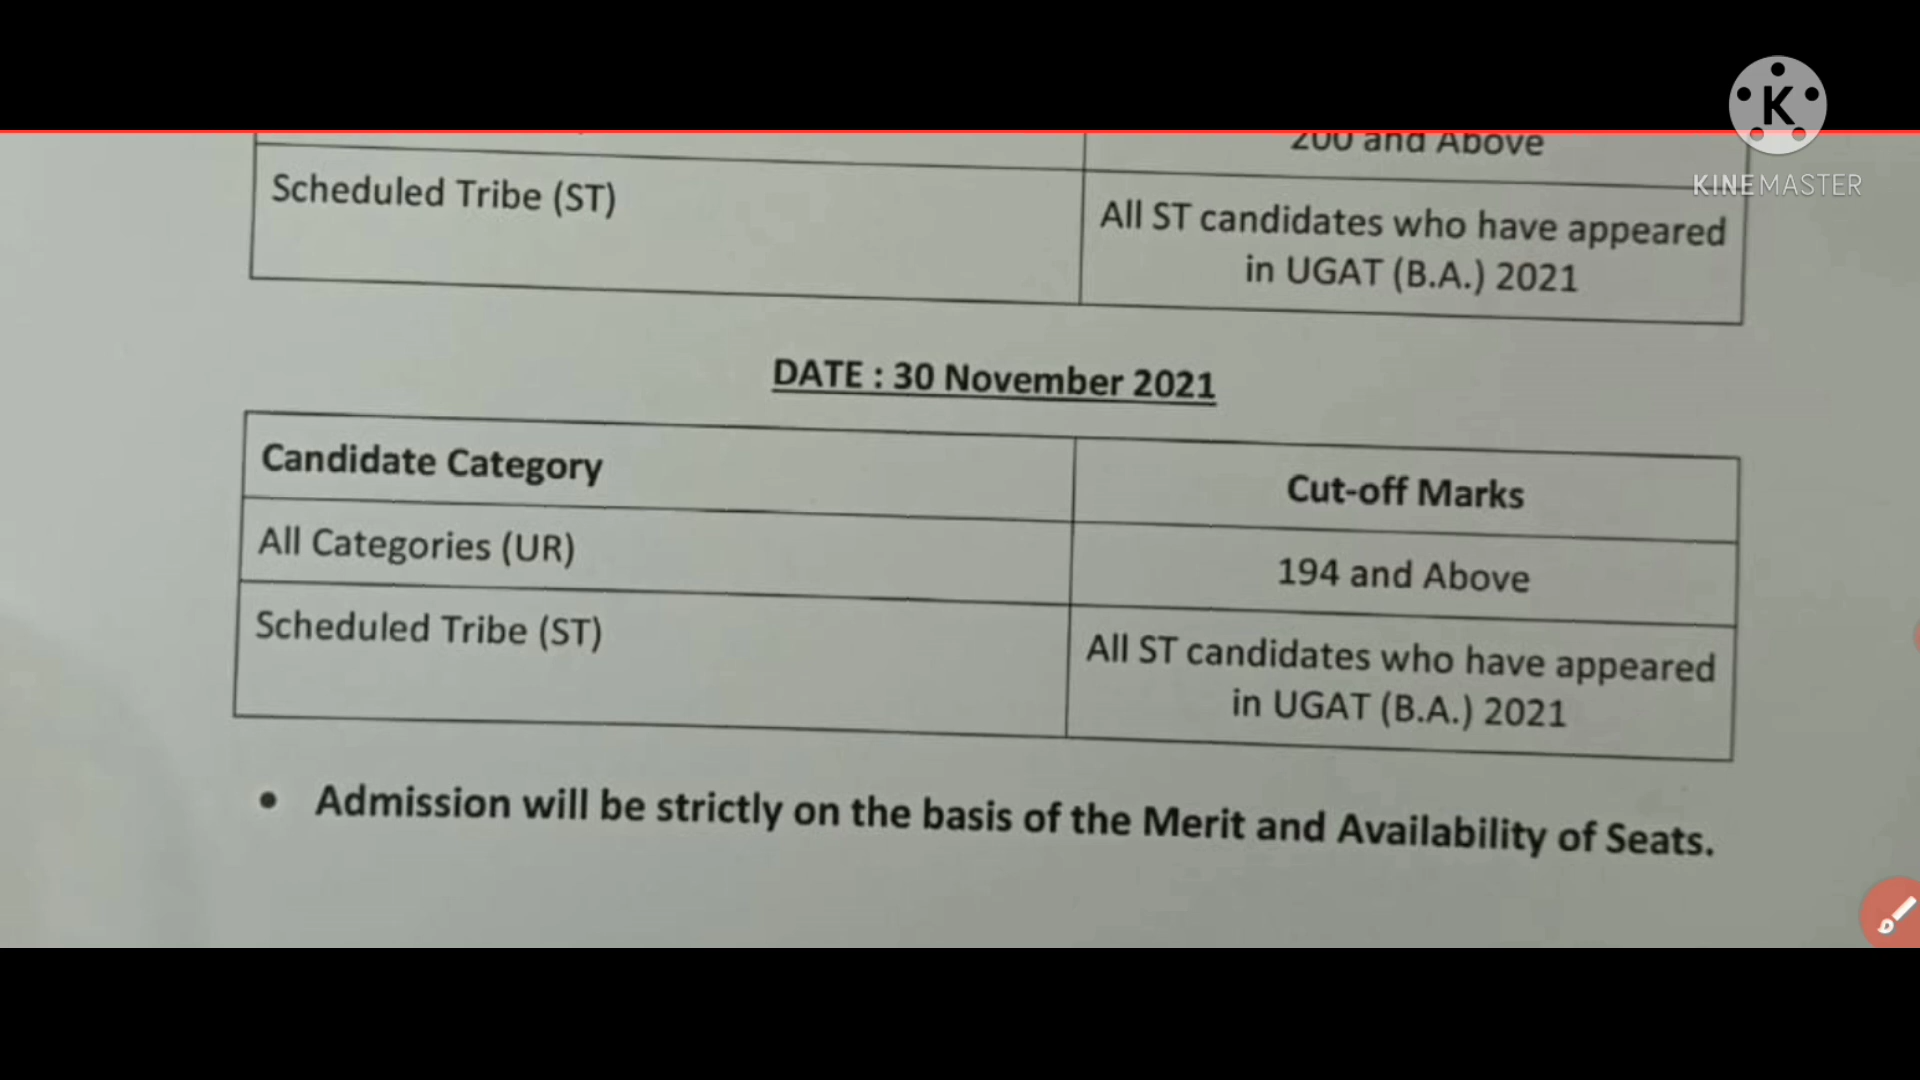 K
KINEMASTER
200 and Above
Scheduled Tribe (ST)
All ST candidates who have appeared
in UGAT (B.A.) 2021
DATE : 30 November 2021
Candidate Category
Cut-off Marks
All Categories (UR)
194 and Above
Scheduled Tribe (ST)
All ST candidates who have appeared
in UGAT (B.A.) 2021
• Admission will be strictly on the basis of the Merit and Availability of Seats.